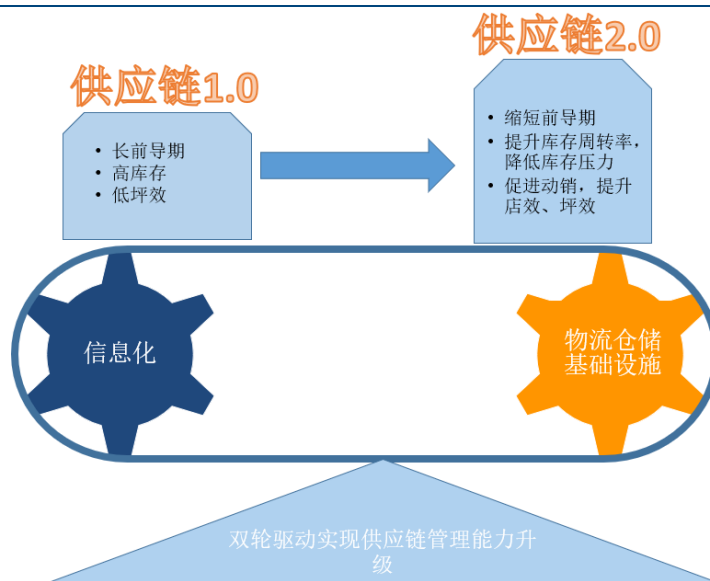 供应链1.0
供应链2.0
• 长前导期
• 高库存
• 低坪效
• 缩短前导期
• 提升库存周转率，
降低库存压力
• 促进动销，提升
店效、坪效
信息化
物流仓储
基础设施
双轮驱动实现供应链管理能力升
级